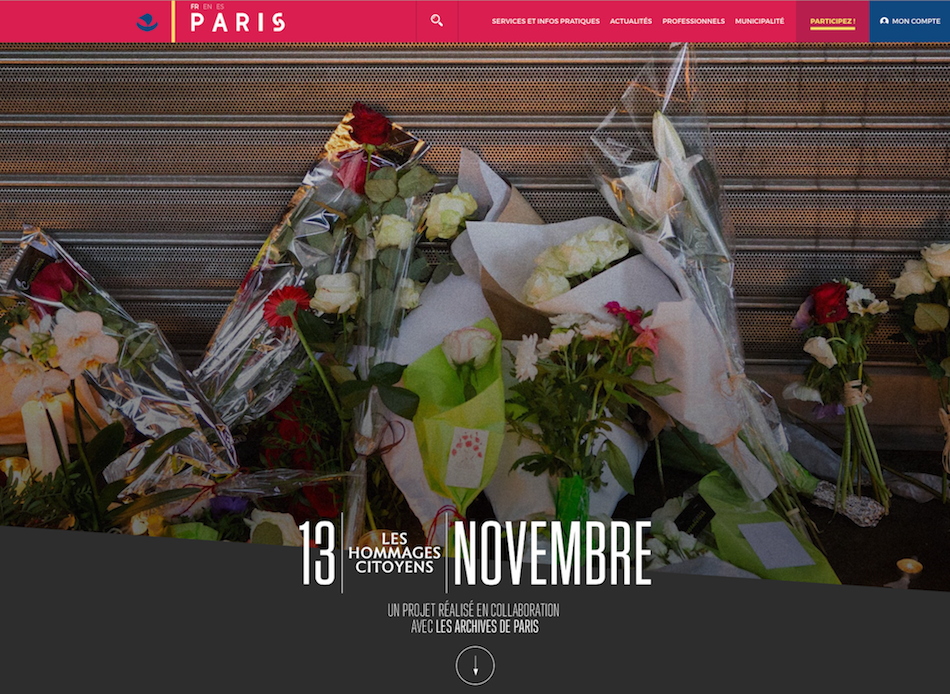 FR EN ES
PARIS
SERVICES ET INFOS PRATIQUES ACTUALITÉS PROFESSIONNELS MUNICIPALITÉ PARTICIPEZ ! MON COMPTE
13 LES HOMMAGES CITOYENS NOVEMBRE
UN PROJET RÉALISÉ EN COLLABORATION
AVEC LES ARCHIVES DE PARIS